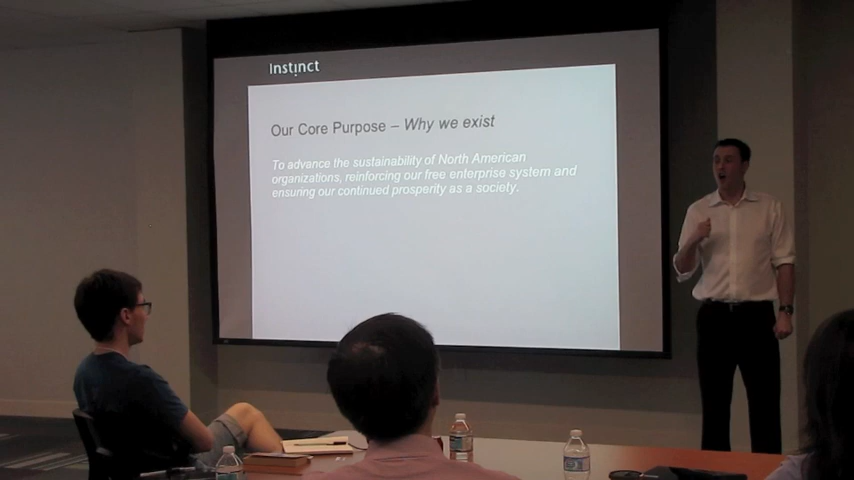 Instinct
Our Core Purpose – Why we exist
To advance the sustainability of North American
organizations, reinforcing our free enterprise system and
ensuring our continued prosperity as a society.